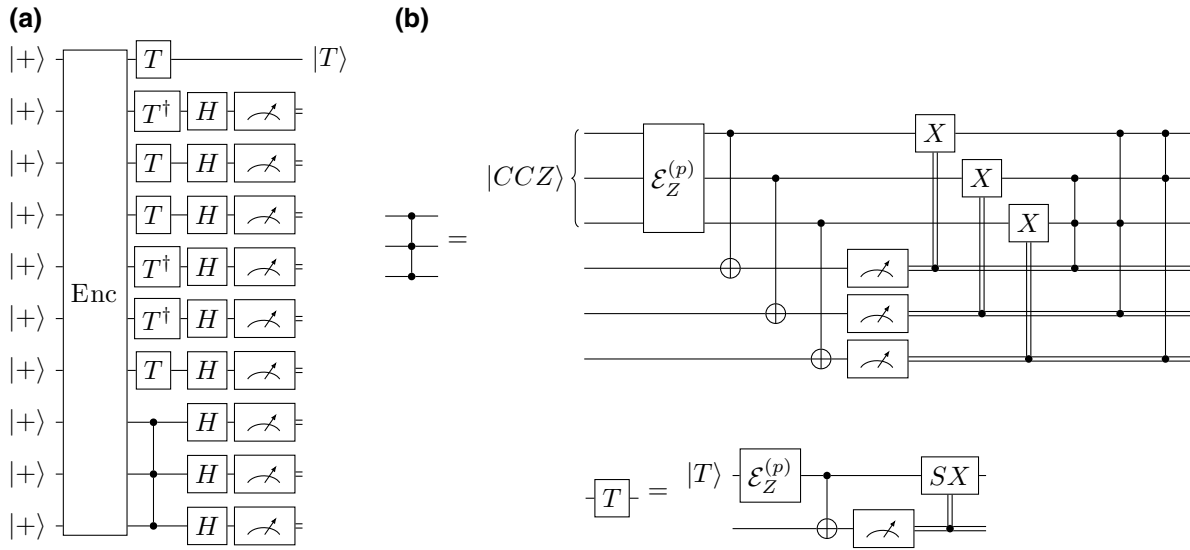 (a) (b)
|+⟩ T |T⟩
|+⟩ T† H
|+⟩ T H
|+⟩ T H
|+⟩ T† H
Enc
|+⟩ T† H
|+⟩ T H
|+⟩ H
|+⟩ H
|+⟩ H
=
|CCZ⟩ ℰ_Z^{(p)} X X X
T = |T⟩ ℰ_Z^{(p)} SX